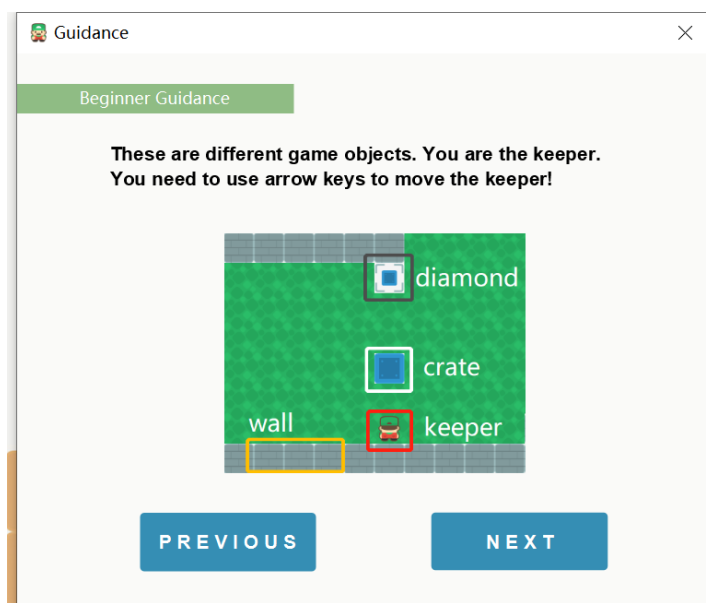 Guidance
Beginner Guidance
These are different game objects. You are the keeper.
You need to use arrow keys to move the keeper!
diamond
crate
wall
keeper
PREVIOUS
NEXT